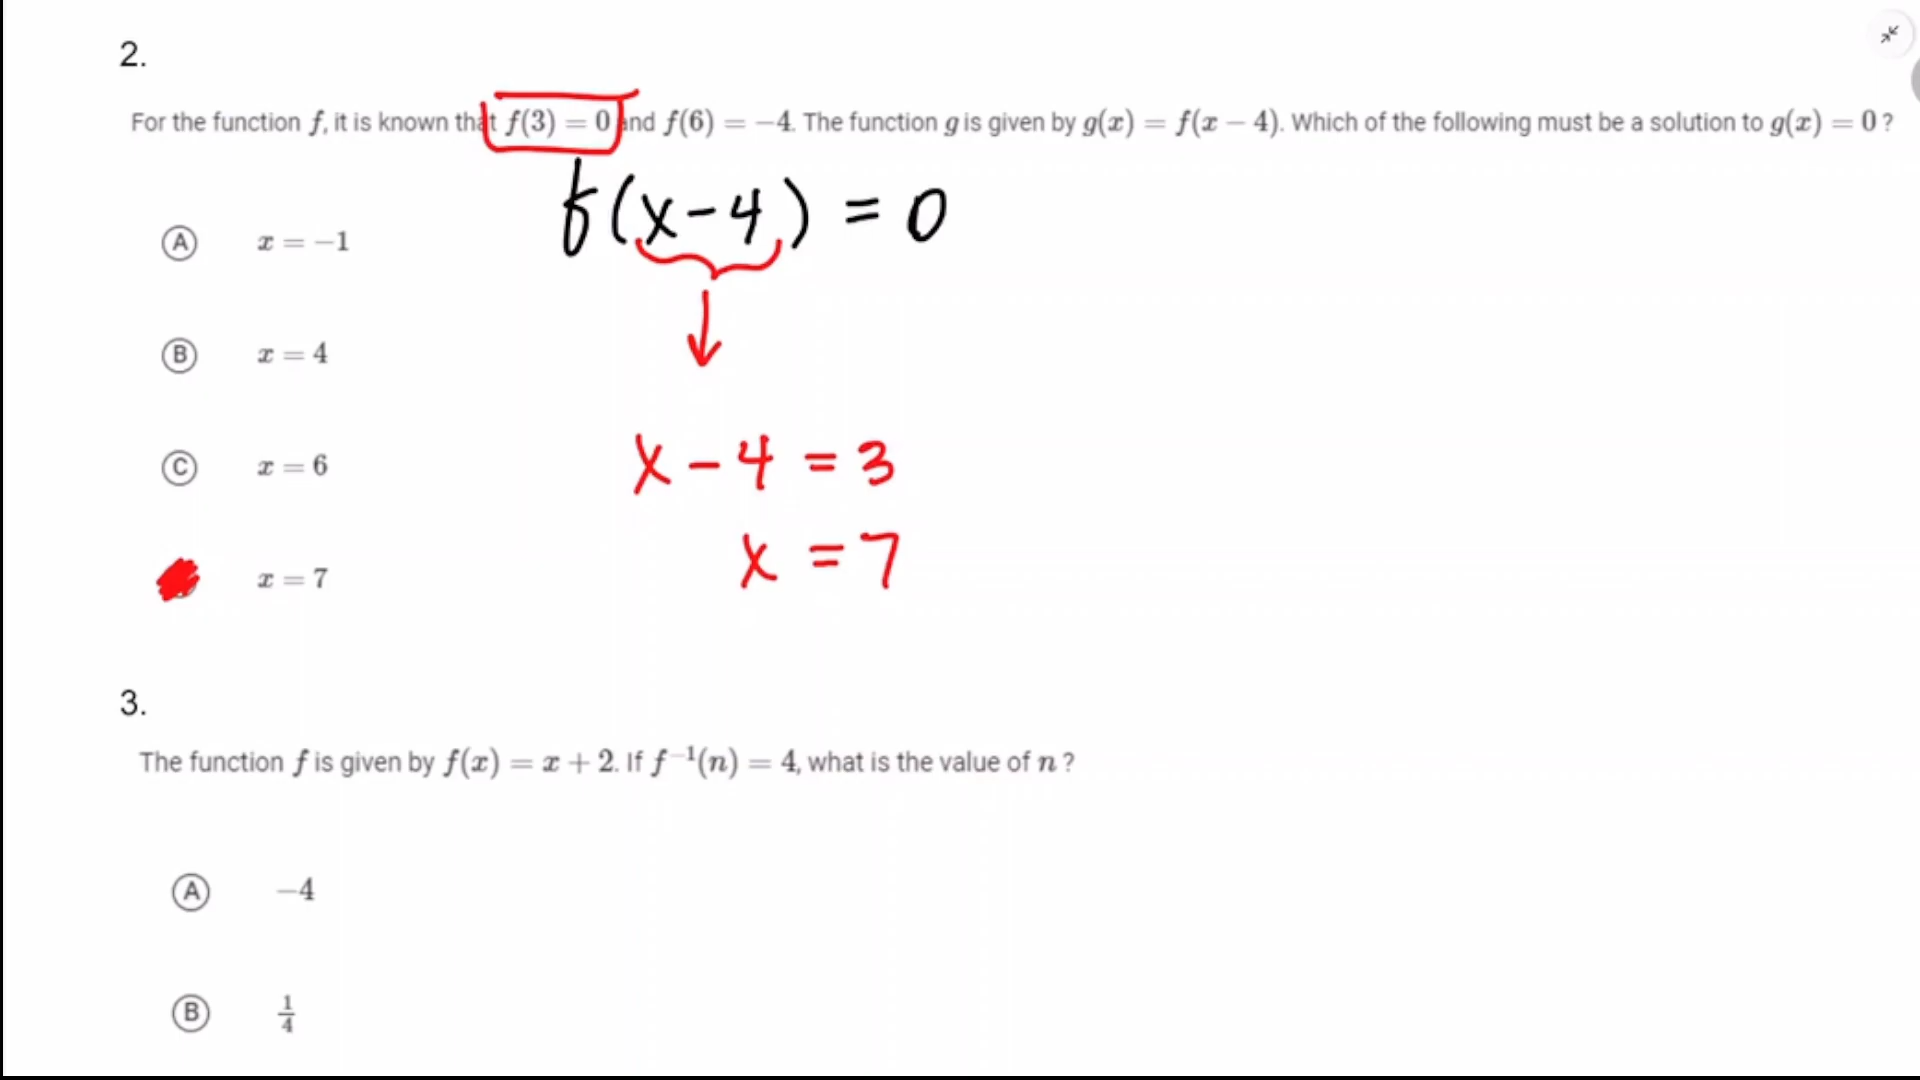 2.
For the function f, it is known that f(3) = 0 and f(6) = −4. The function g is given by g(x) = f(x − 4). Which of the following must be a solution to g(x) = 0 ?
f(x-4) = 0
A x = −1
B x = 4
C x = 6
x - 4 = 3
x = 7
x = 7
3.
The function f is given by f(x) = x + 2. If f⁻¹(n) = 4, what is the value of n ?
A −4
B 1/4